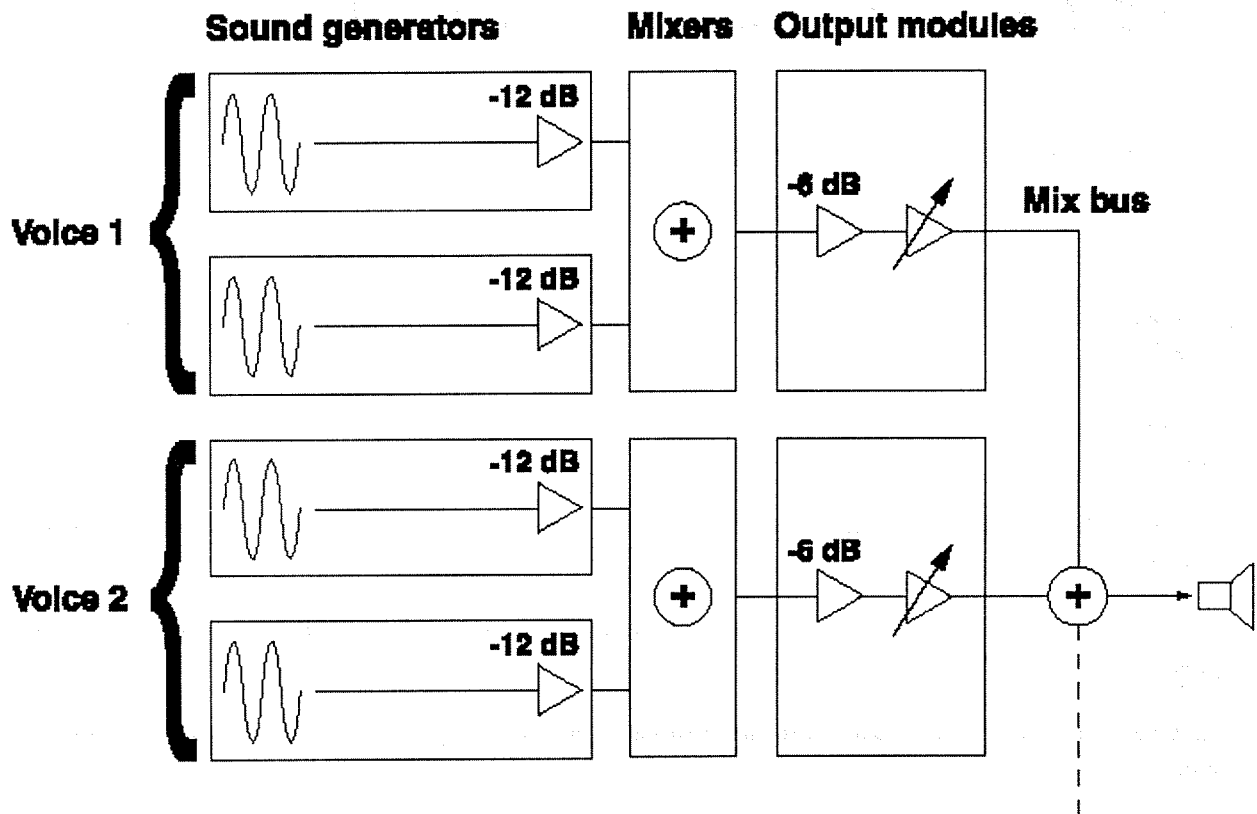 Sound generators
Mixers
Output modules
-12 dB
-6 dB
Mix bus
Voice 1
+
-12 dB
-12 dB
-6 dB
Voice 2
+
+
-12 dB